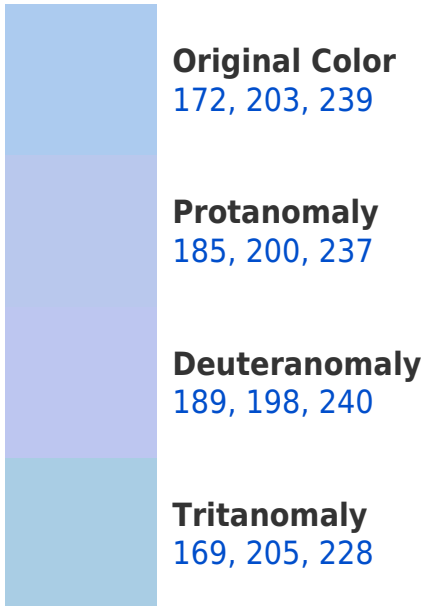 Original Color
172, 203, 239
Protanomaly
185, 200, 237
Deuteranomaly
189, 198, 240
Tritanomaly
169, 205, 228